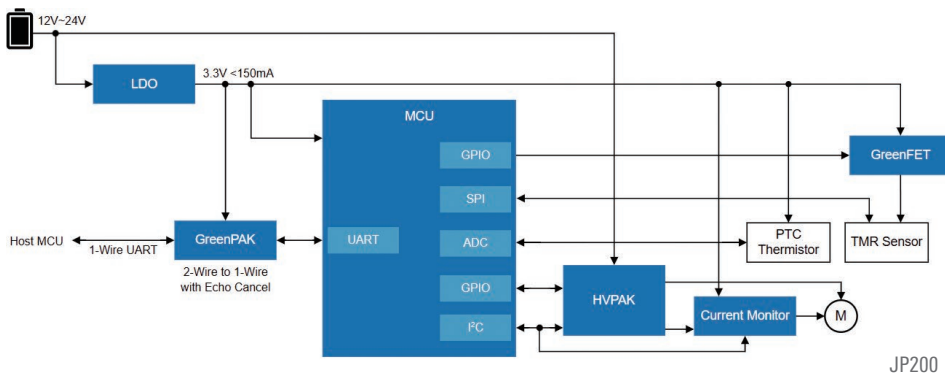 12V~24V
LDO
3.3V <150mA
MCU
GPIO
GreenFET
SPI
Host MCU
1-Wire UART
GreenPAK
UART
ADC
PTC
Thermistor
TMR Sensor
2-Wire to 1-Wire
with Echo Cancel
GPIO
HVPAK
Current Monitor
M
I²C
JP200